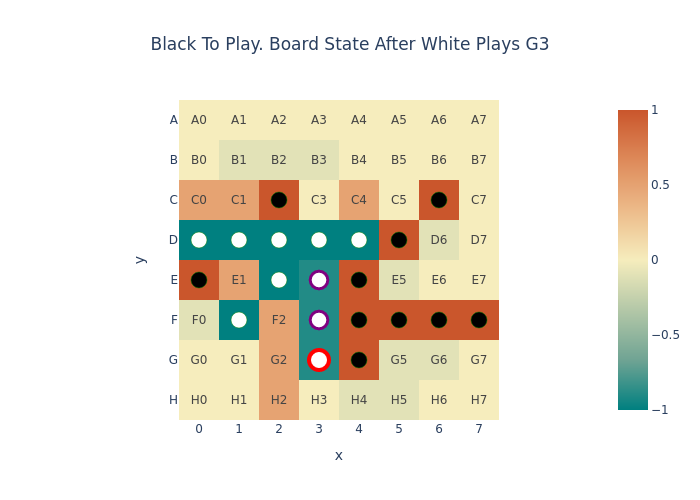 Black To Play. Board State After White Plays G3
A A0 A1 A2 A3 A4 A5 A6 A7
B B0 B1 B2 B3 B4 B5 B6 B7
C C0 C1 C3 C4 C5 C7
D D6 D7
E E1 E5 E6 E7
F F0 F2
G G0 G1 G2 G5 G6 G7
H H0 H1 H2 H3 H4 H5 H6 H7
0 1 2 3 4 5 6 7
x
y
1
0.5
0
−0.5
−1